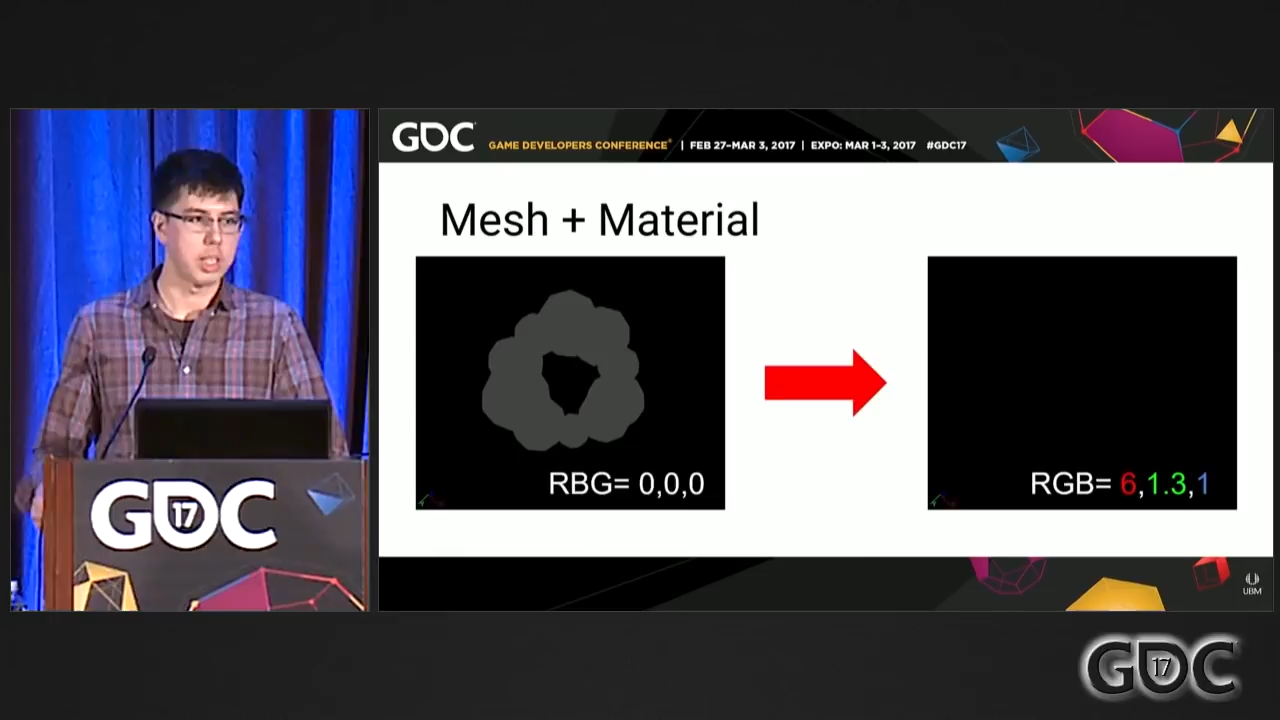 GDC
GAME DEVELOPERS CONFERENCE® | FEB 27–MAR 3, 2017 | EXPO: MAR 1–3, 2017 #GDC17
Mesh + Material
RBG= 0,0,0
RGB= 6,1.3,1
GDC 17
UBM
GDC 17